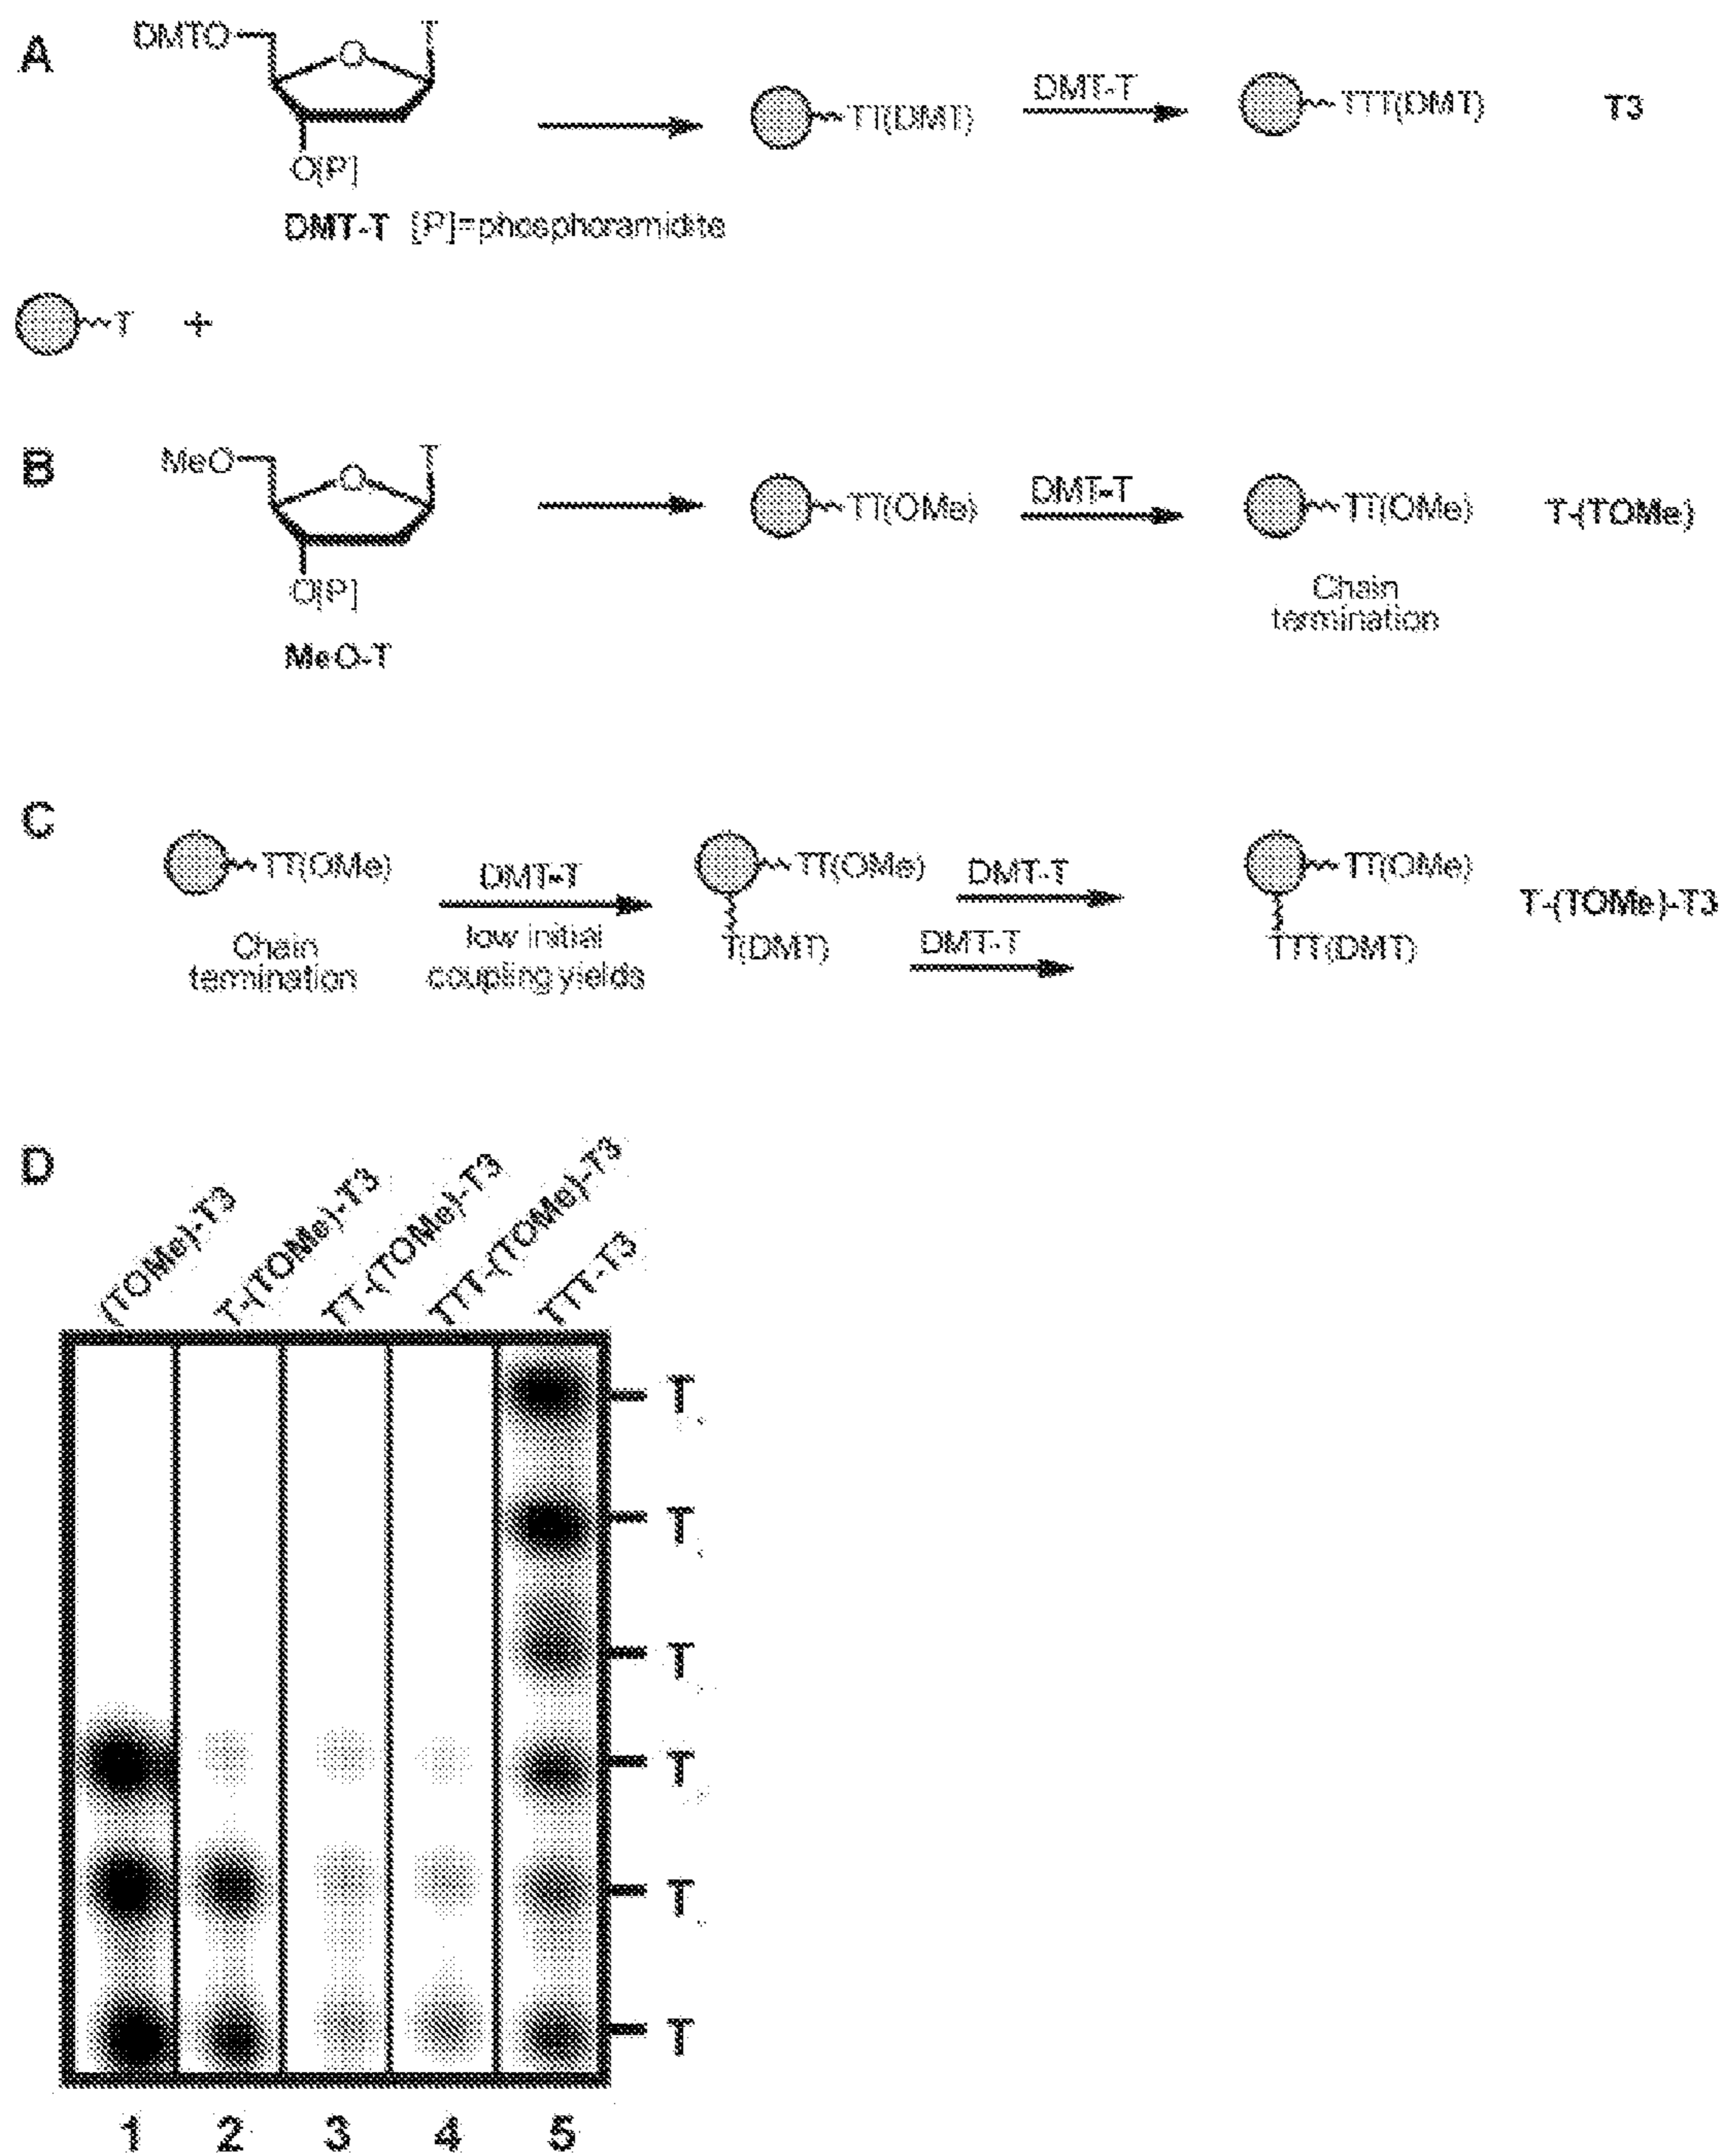 A
DMTO
O
T
O[P]
DMT-T [P]=phosphoramidite
TT(DMT)
DMT-T
TTT(DMT)
T3
T +
B
MeO
O
T
O[P]
MeO-T
TT(OMe)
DMT-T
TT(OMe)
T-(TOMe)
Chain
termination
C
TT(OMe)
Chain
termination
DMT-T
low initial
coupling yields
TT(OMe)
T(DMT)
DMT-T
DMT-T
TT(OMe)
TTT(DMT)
T-(TOMe)-T3
D
(TOMe)-T3
T-(TOMe)-T3
TT-(TOMe)-T3
TTT-(TOMe)-T3
TTT-T3
T
T
T
T
T
T
1 2 3 4 5